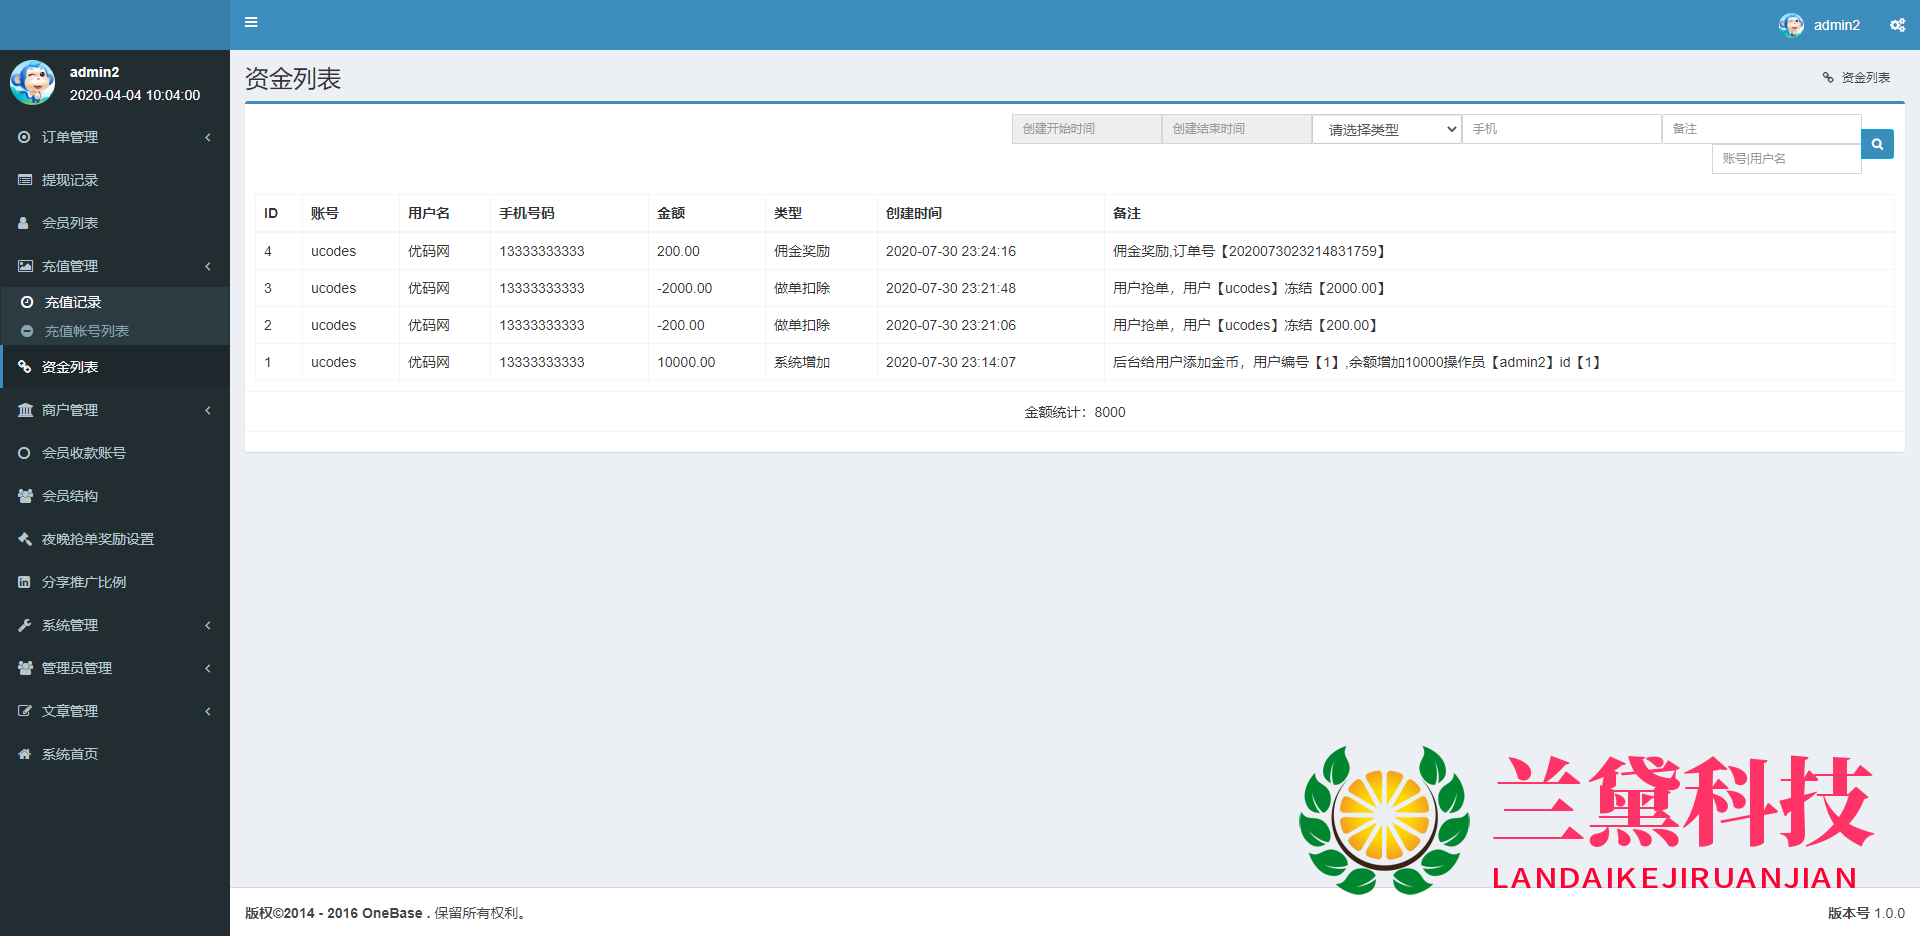 admin2
admin2
2020-04-04 10:04:00
订单管理
提现记录
会员列表
充值管理
充值记录
充值帐号列表
资金列表
商户管理
会员收款账号
会员结构
夜晚抢单奖励设置
分享推广比例
系统管理
管理员管理
文章管理
系统首页
资金列表
资金列表
创建开始时间 创建结束时间 请选择类型 手机 备注
账号|用户名
ID 账号 用户名 手机号码 金额 类型 创建时间 备注
4 ucodes 优码网 13333333333 200.00 佣金奖励 2020-07-30 23:24:16 佣金奖励,订单号【2020073023214831759】
3 ucodes 优码网 13333333333 -2000.00 做单扣除 2020-07-30 23:21:48 用户抢单，用户【ucodes】冻结【2000.00】
2 ucodes 优码网 13333333333 -200.00 做单扣除 2020-07-30 23:21:06 用户抢单，用户【ucodes】冻结【200.00】
1 ucodes 优码网 13333333333 10000.00 系统增加 2020-07-30 23:14:07 后台给用户添加金币，用户编号【1】,余额增加10000操作员【admin2】id【1】
金额统计：8000
兰黛科技
LANDAIKEJIRUANJIAN
版权©2014 - 2016 OneBase . 保留所有权利。
版本号 1.0.0